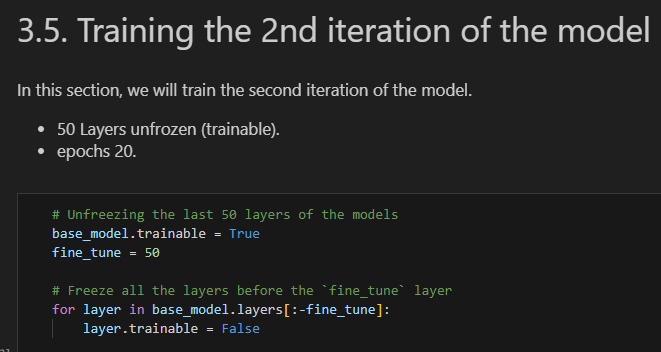 3.5. Training the 2nd iteration of the model
In this section, we will train the second iteration of the model.
• 50 Layers unfrozen (trainable).
• epochs 20.
# Unfreezing the last 50 layers of the models
base_model.trainable = True
fine_tune = 50
# Freeze all the layers before the `fine_tune` layer
for layer in base_model.layers[:-fine_tune]:
    layer.trainable = False